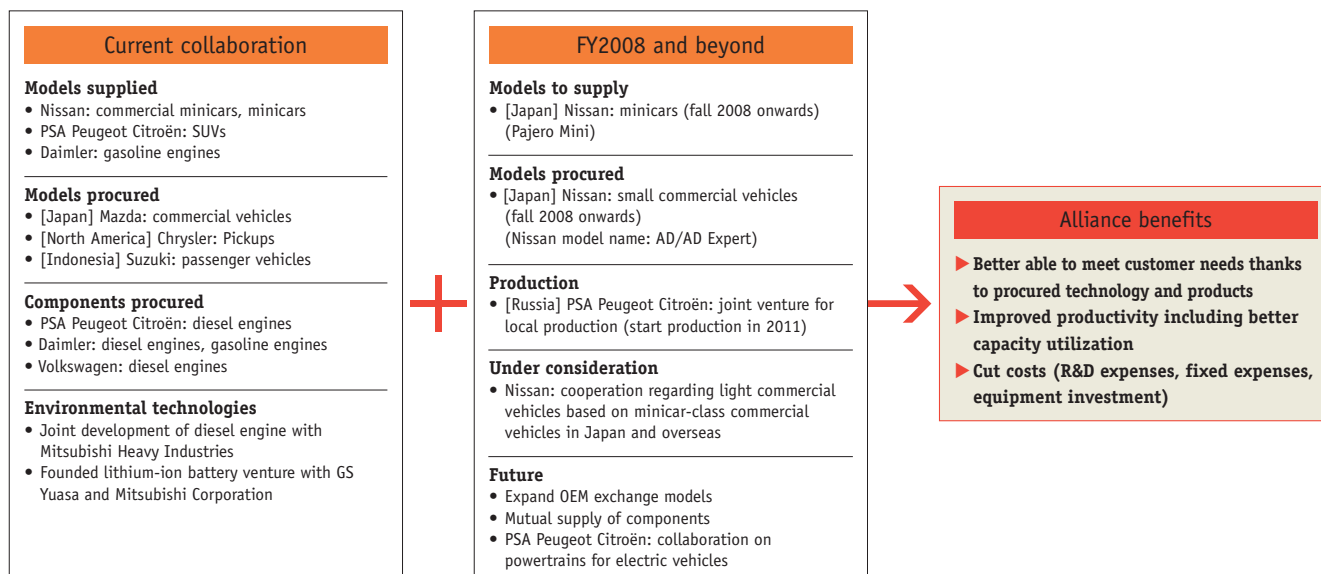 Current collaboration
Models supplied
• Nissan: commercial minicars, minicars
• PSA Peugeot Citroën: SUVs
• Daimler: gasoline engines
Models procured
• [Japan] Mazda: commercial vehicles
• [North America] Chrysler: Pickups
• [Indonesia] Suzuki: passenger vehicles
Components procured
• PSA Peugeot Citroën: diesel engines
• Daimler: diesel engines, gasoline engines
• Volkswagen: diesel engines
Environmental technologies
• Joint development of diesel engine with
Mitsubishi Heavy Industries
• Founded lithium-ion battery venture with GS
Yuasa and Mitsubishi Corporation
FY2008 and beyond
Models to supply
• [Japan] Nissan: minicars (fall 2008 onwards)
(Pajero Mini)
Models procured
• [Japan] Nissan: small commercial vehicles
(fall 2008 onwards)
(Nissan model name: AD/AD Expert)
Production
• [Russia] PSA Peugeot Citroën: joint venture for
local production (start production in 2011)
Under consideration
• Nissan: cooperation regarding light commercial
vehicles based on minicar-class commercial
vehicles in Japan and overseas
Future
• Expand OEM exchange models
• Mutual supply of components
• PSA Peugeot Citroën: collaboration on
powertrains for electric vehicles
Alliance benefits
▶ Better able to meet customer needs thanks
to procured technology and products
▶ Improved productivity including better
capacity utilization
▶ Cut costs (R&D expenses, fixed expenses,
equipment investment)